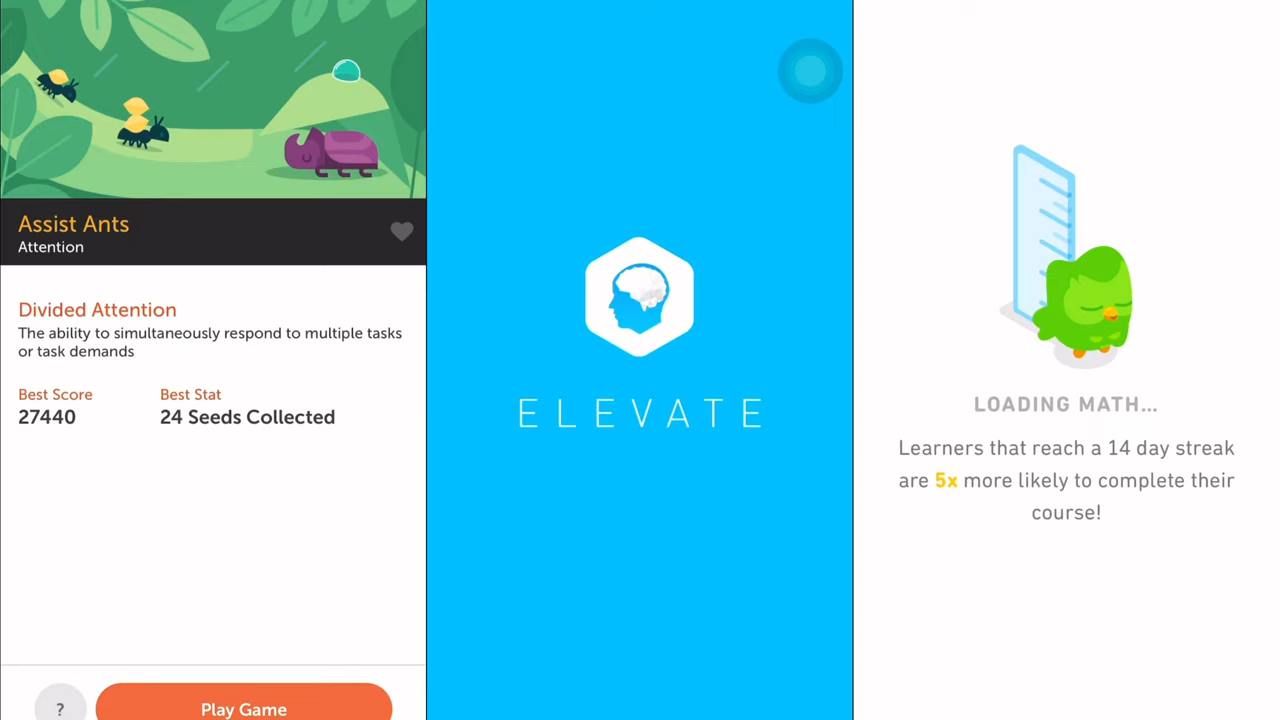 Assist Ants
Attention
Divided Attention
The ability to simultaneously respond to multiple tasks
or task demands
Best Score
27440
Best Stat
24 Seeds Collected
?
Play Game
ELEVATE
LOADING MATH...
Learners that reach a 14 day streak
are 5x more likely to complete their
course!